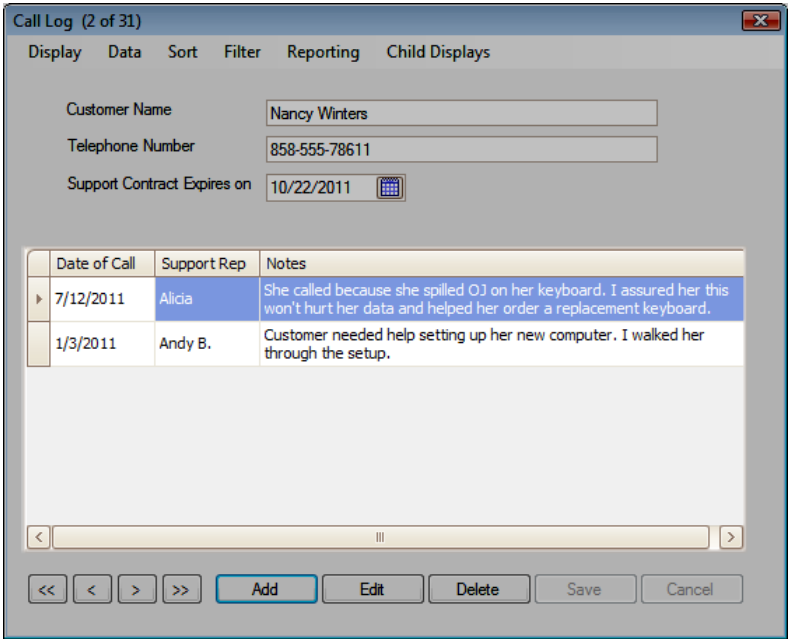 Call Log (2 of 31)
Display Data Sort Filter Reporting Child Displays
Customer Name Nancy Winters
Telephone Number 858-555-78611
Support Contract Expires on 10/22/2011
Date of Call Support Rep Notes
7/12/2011 Alicia She called because she spilled OJ on her keyboard. I assured her this
won't hurt her data and helped her order a replacement keyboard.
1/3/2011 Andy B. Customer needed help setting up her new computer. I walked her
through the setup.
<< < > >> Add Edit Delete Save Cancel